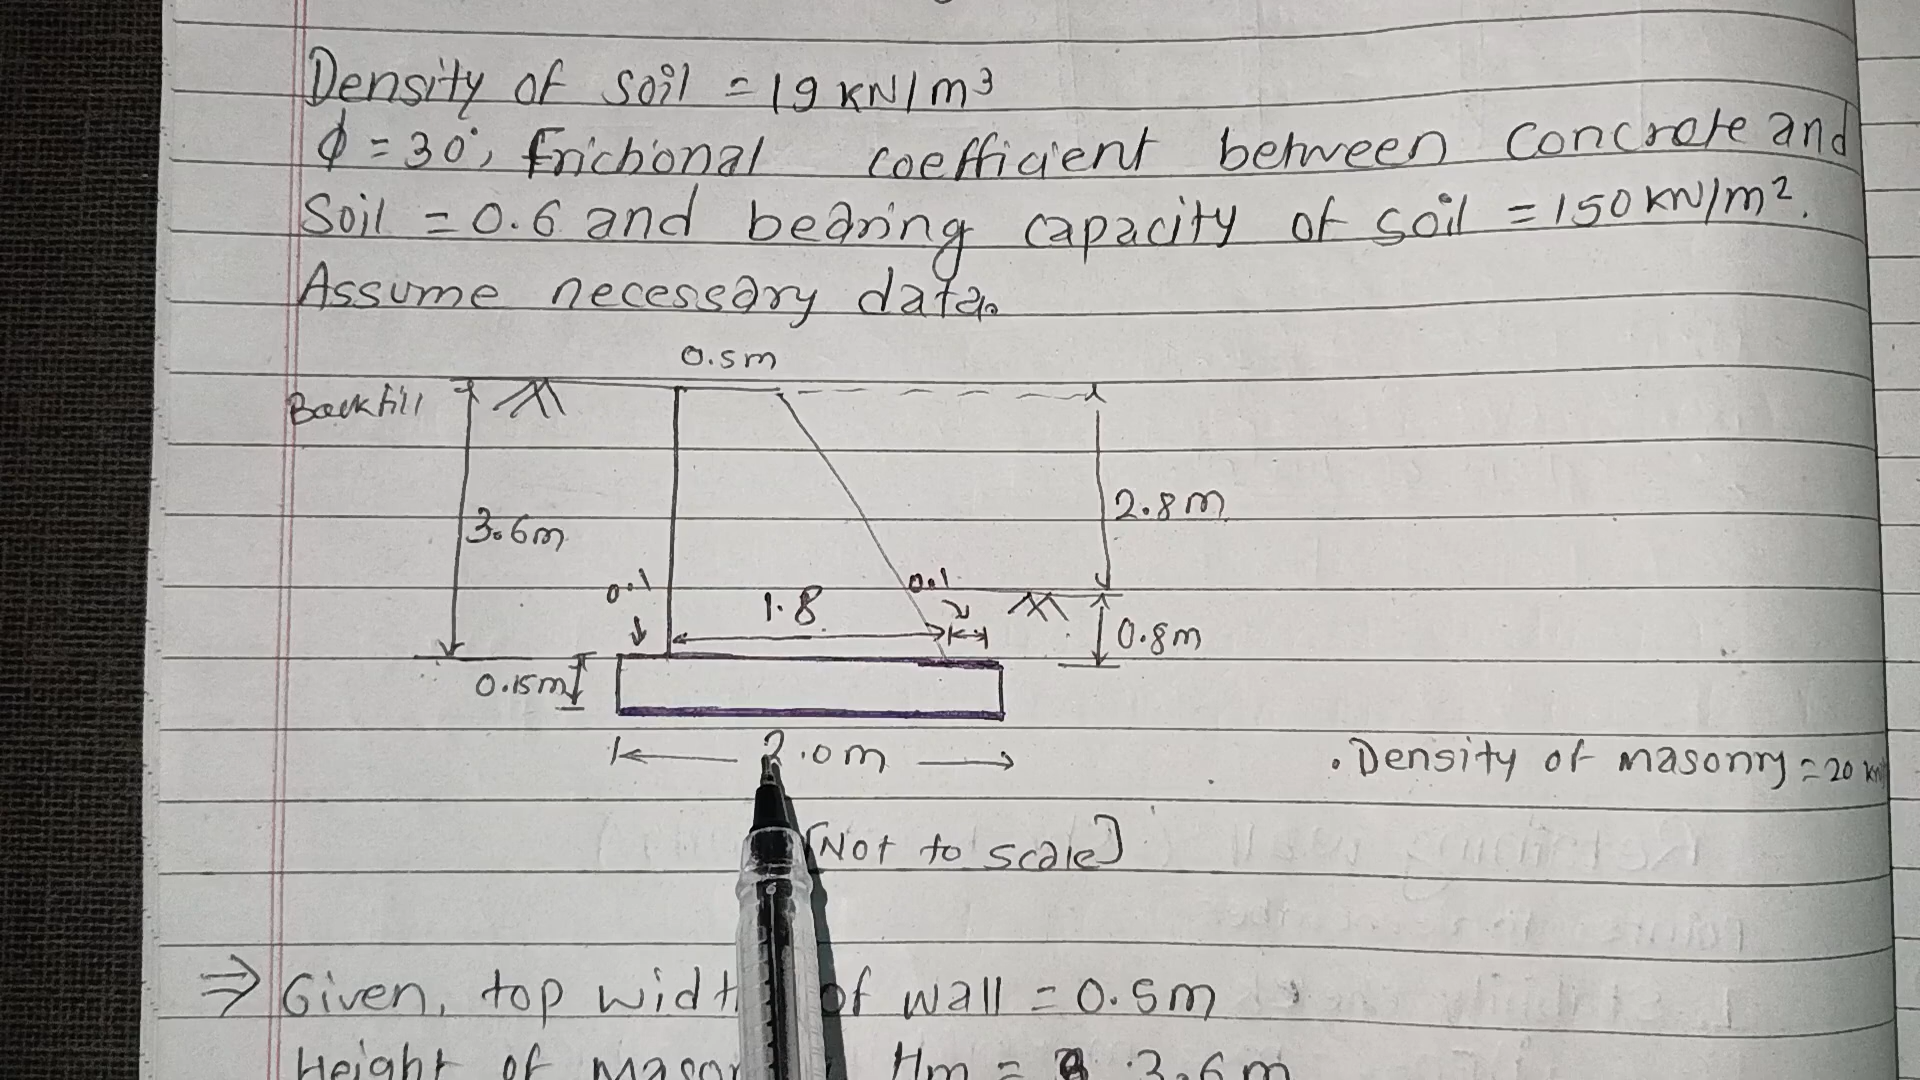 Density of soil = 19 KN/m3
ϕ = 30°, frictional coefficient between concrete and
Soil = 0.6 and bearing capacity of soil = 150 KN/m2.
Assume necessary data.
0.5m
Backfill
3.6m
2.8m
0.1
1.8
0.1
0.8m
0.15m
2.0m
Density of masonry = 20 kn
[Not to scale]
⇒ Given, top of wall = 0.5m
Height of Hm = 3.6m